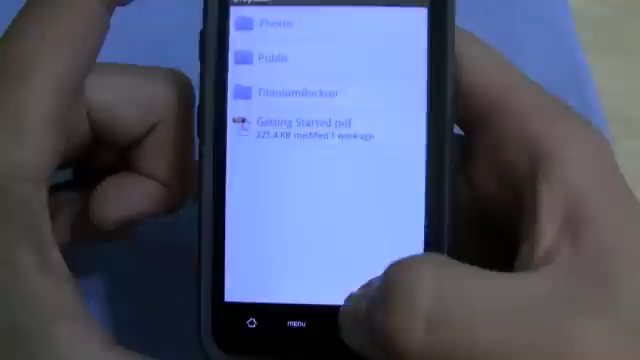 Photos
Public
TitaniumBackup
Getting Started.pdf
225.4 KB modified 1 week ago
MENU